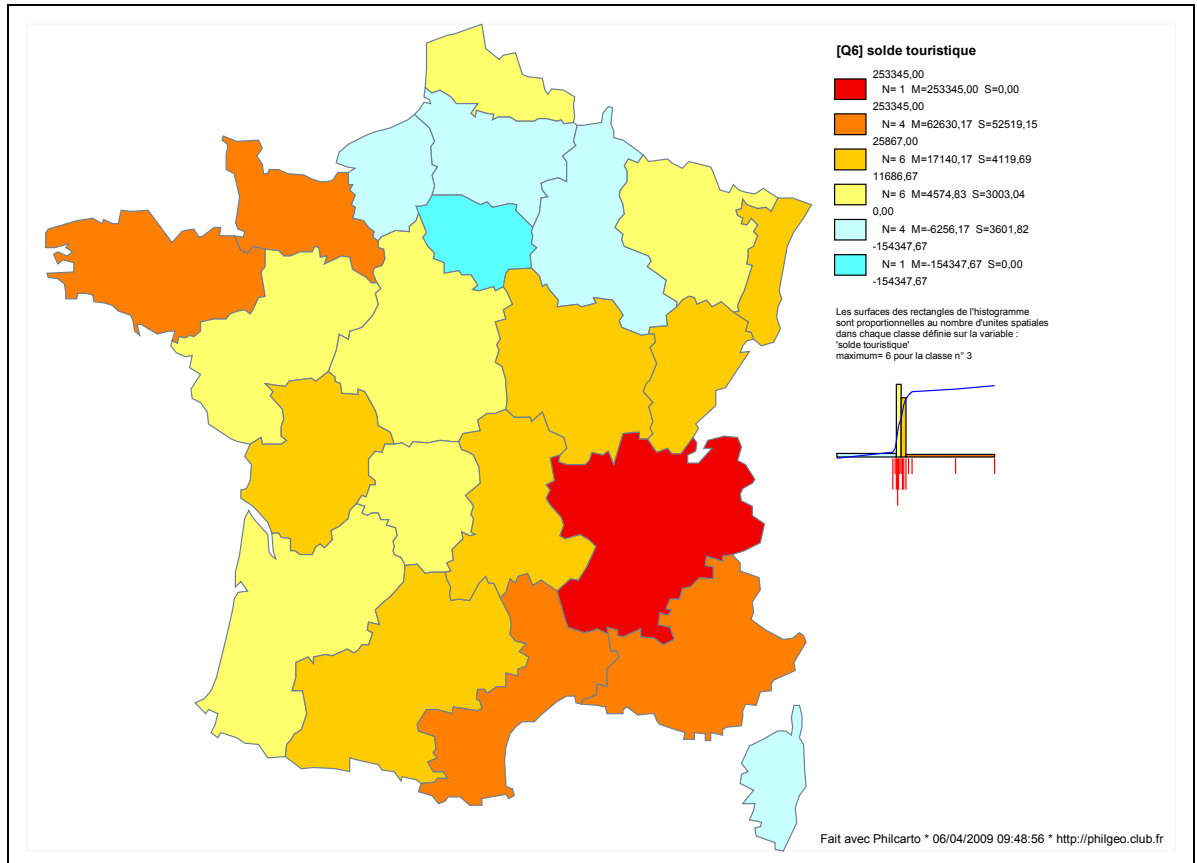 [Q6] solde touristique
253345,00
N= 1 M=253345,00 S=0,00
253345,00
N= 4 M=62630,17 S=52519,15
25867,00
N= 6 M=17140,17 S=4119,69
11686,67
N= 6 M=4574,83 S=3003,04
0,00
N= 4 M=-6256,17 S=3601,82
-154347,67
N= 1 M=-154347,67 S=0,00
-154347,67
Les surfaces des rectangles de l'histogramme
sont proportionnelles au nombre d'unites spatiales
dans chaque classe définie sur la variable :
'solde touristique'
maximum= 6 pour la classe n° 3
Fait avec Philcarto * 06/04/2009 09:48:56 * http://philgeo.club.fr